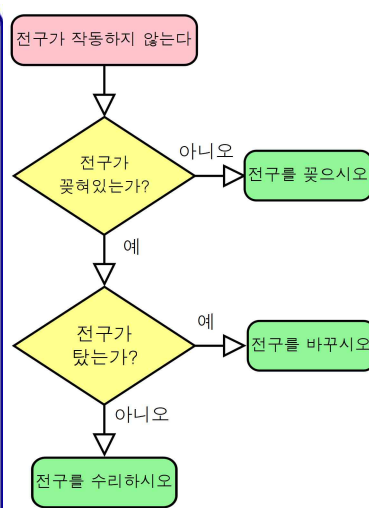 전구가 작동하지 않는다
전구가
꽂혀있는가?
아니오
전구를 꽂으시오
예
전구가
탔는가?
예
전구를 바꾸시오
아니오
전구를 수리하시오